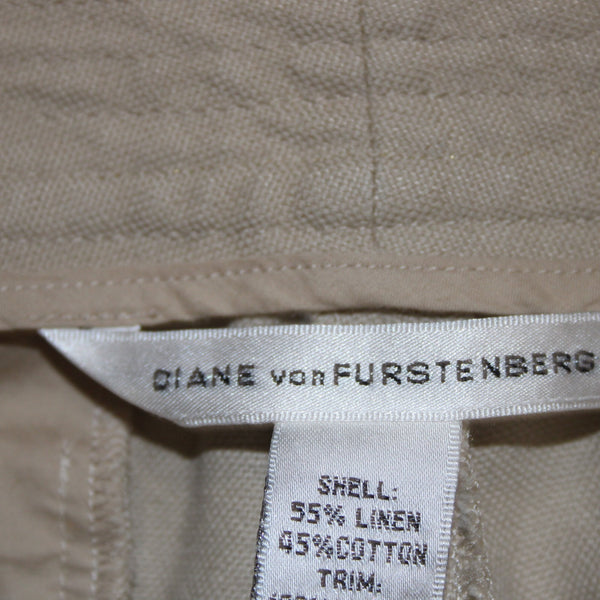 DIANE von FURSTENBERG
SHELL:
55% LINEN
45%COTTON
TRIM: